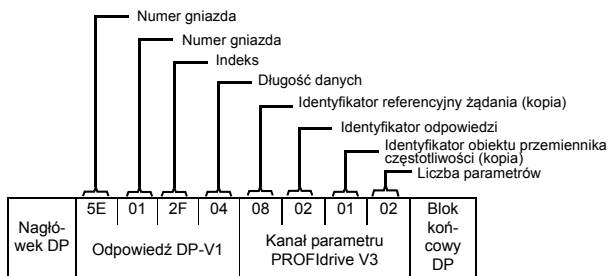 Numer gniazda
Numer gniazda
Indeks
Długość danych
Identyfikator referencyjny żądania (kopia)
Identyfikator odpowiedzi
Identyfikator obiektu przemiennika
częstotliwości (kopia)
Liczba parametrów
5E 01 2F 04 08 02 01 02
Nagłó-
wek DP
Odpowiedź DP-V1
Kanał parametru
PROFIdrive V3
Blok
koń-
cowy
DP